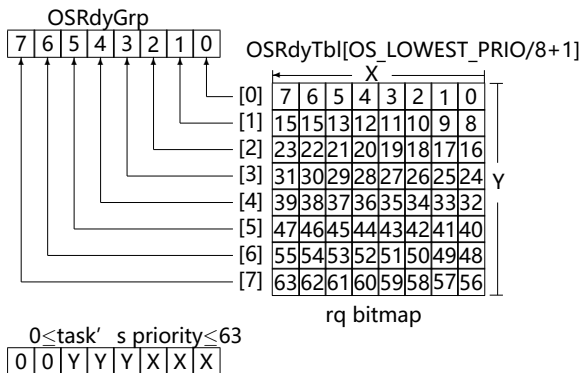 OSRdyGrp
7 6 5 4 3 2 1 0
OSRdyTbl[OS_LOWEST_PRIO/8+1]
X
[0] 7 6 5 4 3 2 1 0
[1] 15 15 13 12 11 10 9 8
[2] 23 22 21 20 19 18 17 16
[3] 31 30 29 28 27 26 25 24
Y
[4] 39 38 37 36 35 34 33 32
[5] 47 46 45 44 43 42 41 40
[6] 55 54 53 52 51 50 49 48
[7] 63 62 61 60 59 58 57 56
rq bitmap
0≤task’ s priority≤63
0 0 Y Y Y X X X